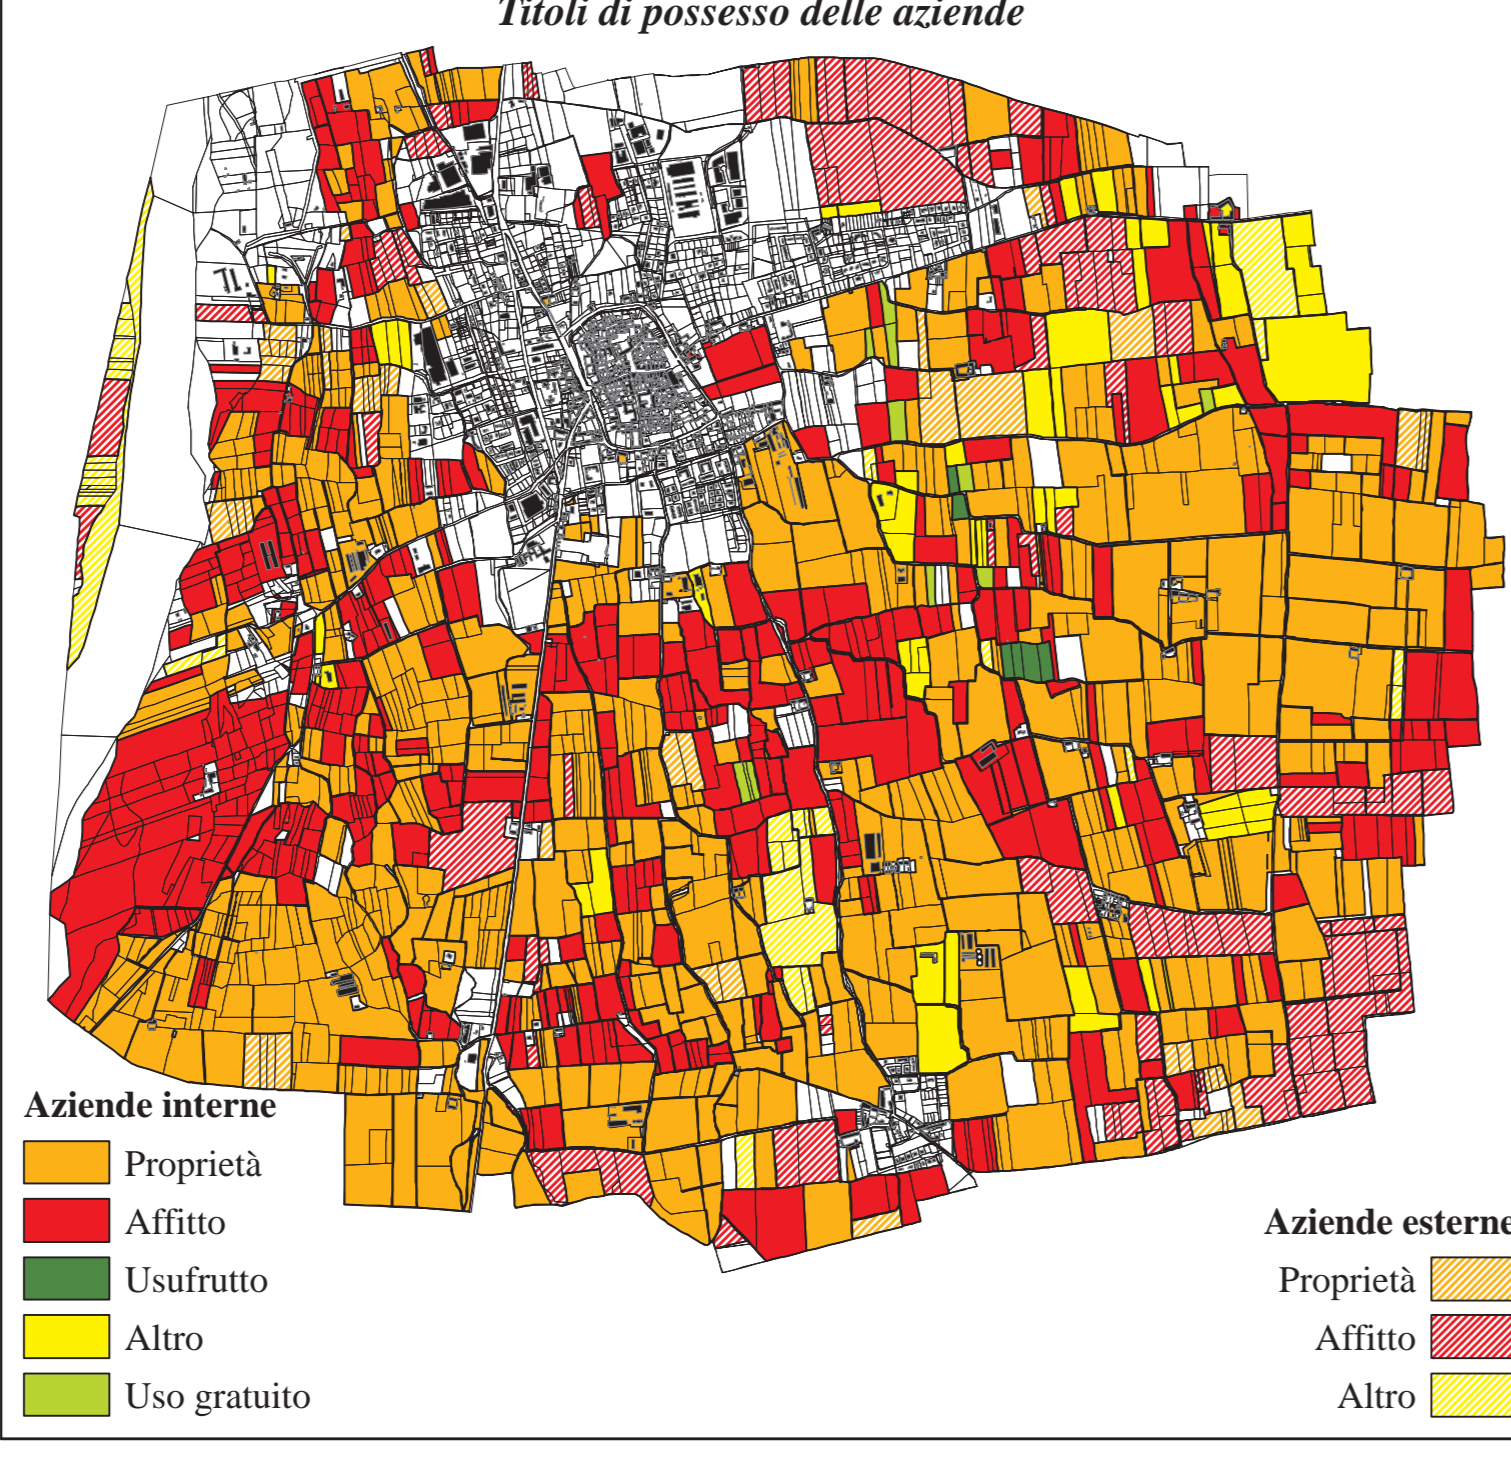 Titoli di possesso delle aziende
Aziende interne
Proprietà
Affitto
Usufrutto
Altro
Uso gratuito
Aziende esterne
Proprietà
Affitto
Altro